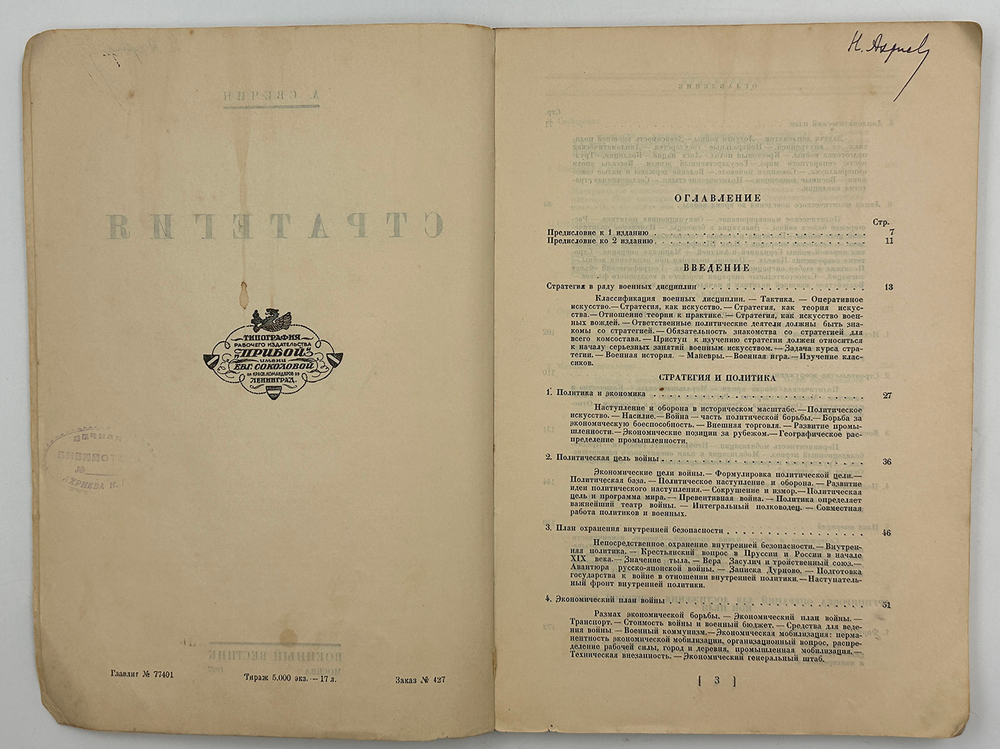 А. СВЕЧИН
СТРАТЕГИЯ
ТИПОГРАФИЯ
РАБОЧЕГО ИЗДАТЕЛЬСТВА
„ПРИБОЙ“
ИМЕНИ
ЕВГ. СОКОЛОВОЙ
ЛЕНИНГРАД.
ВОЕННЫЙ ВЕСТНИК
Главлит № 77401 Тираж 5.000 экз. — 17 л. Заказ № 427
Н. Ахриев
ОГЛАВЛЕНИЕ
Стр.
Предисловие к 1 изданию 7
Предисловие ко 2 изданию 11
ВВЕДЕНИЕ
Стратегия в ряду военных дисциплин 13
Классификация военных дисциплин. — Тактика. — Оперативное
искусство. — Стратегия, как искусство. — Стратегия, как теория искус-
ства. — Отношение теории к практике. — Стратегия, как искусство воен-
ных вождей. — Ответственные политические деятели должны быть зна-
комы со стратегией. — Обязательность знакомства со стратегией для
всего комсостава. — Приступ к изучению стратегии должен относиться
к началу серьезных занятий военным искусством. — Задача курса стра-
тегии. — Военная история. — Маневры. — Военная игра. — Изучение клас-
сиков.
СТРАТЕГИЯ И ПОЛИТИКА
1. Политика и экономика 27
Наступление и оборона в историческом масштабе. — Политическое
искусство. — Насилие. — Война — часть политической борьбы. — Борьба за
экономическую боеспособность. — Внешняя торговля. — Развитие промы-
шленности. — Экономические позиции за рубежом. — Географическое рас-
пределение промышленности.
2. Политическая цель войны 36
Экономические цели войны. — Формулировка политической цели. —
Политическая база. — Политическое наступление и оборона. — Развитие
идеи политического наступления. — Сокрушение и измор. — Политическая
цель и программа мира. — Превентивная война. — Политика определяет
важнейший театр войны. — Интегральный полководец. — Совместная
работа политиков и военных.
3. План охранения внутренней безопасности 46
Непосредственное охранение внутренней безопасности. — Внутрен-
няя политика. — Крестьянский вопрос в Пруссии и России в начале
XIX века. — Значение тыла. — Вера Засулич и тройственный союз. —
Авантюра русско-японской войны. — Записка Дурново. — Подготовка
государства к войне в отношении внутренней политики. — Наступатель-
ный фронт внутренней политики.
4. Экономический план войны 51
Размах экономической борьбы. — Экономический план войны. —
Транспорт. — Стоимость войны и военный бюджет. — Средства для веде-
ния войны. — Военный коммунизм. — Экономическая мобилизация: перма-
нентность экономической мобилизации, организационный вопрос,
распределение рабочей силы, город и деревня, промышленная мобилизация. —
Техническая внезапность. — Экономический генеральный штаб.
[ 3 ]